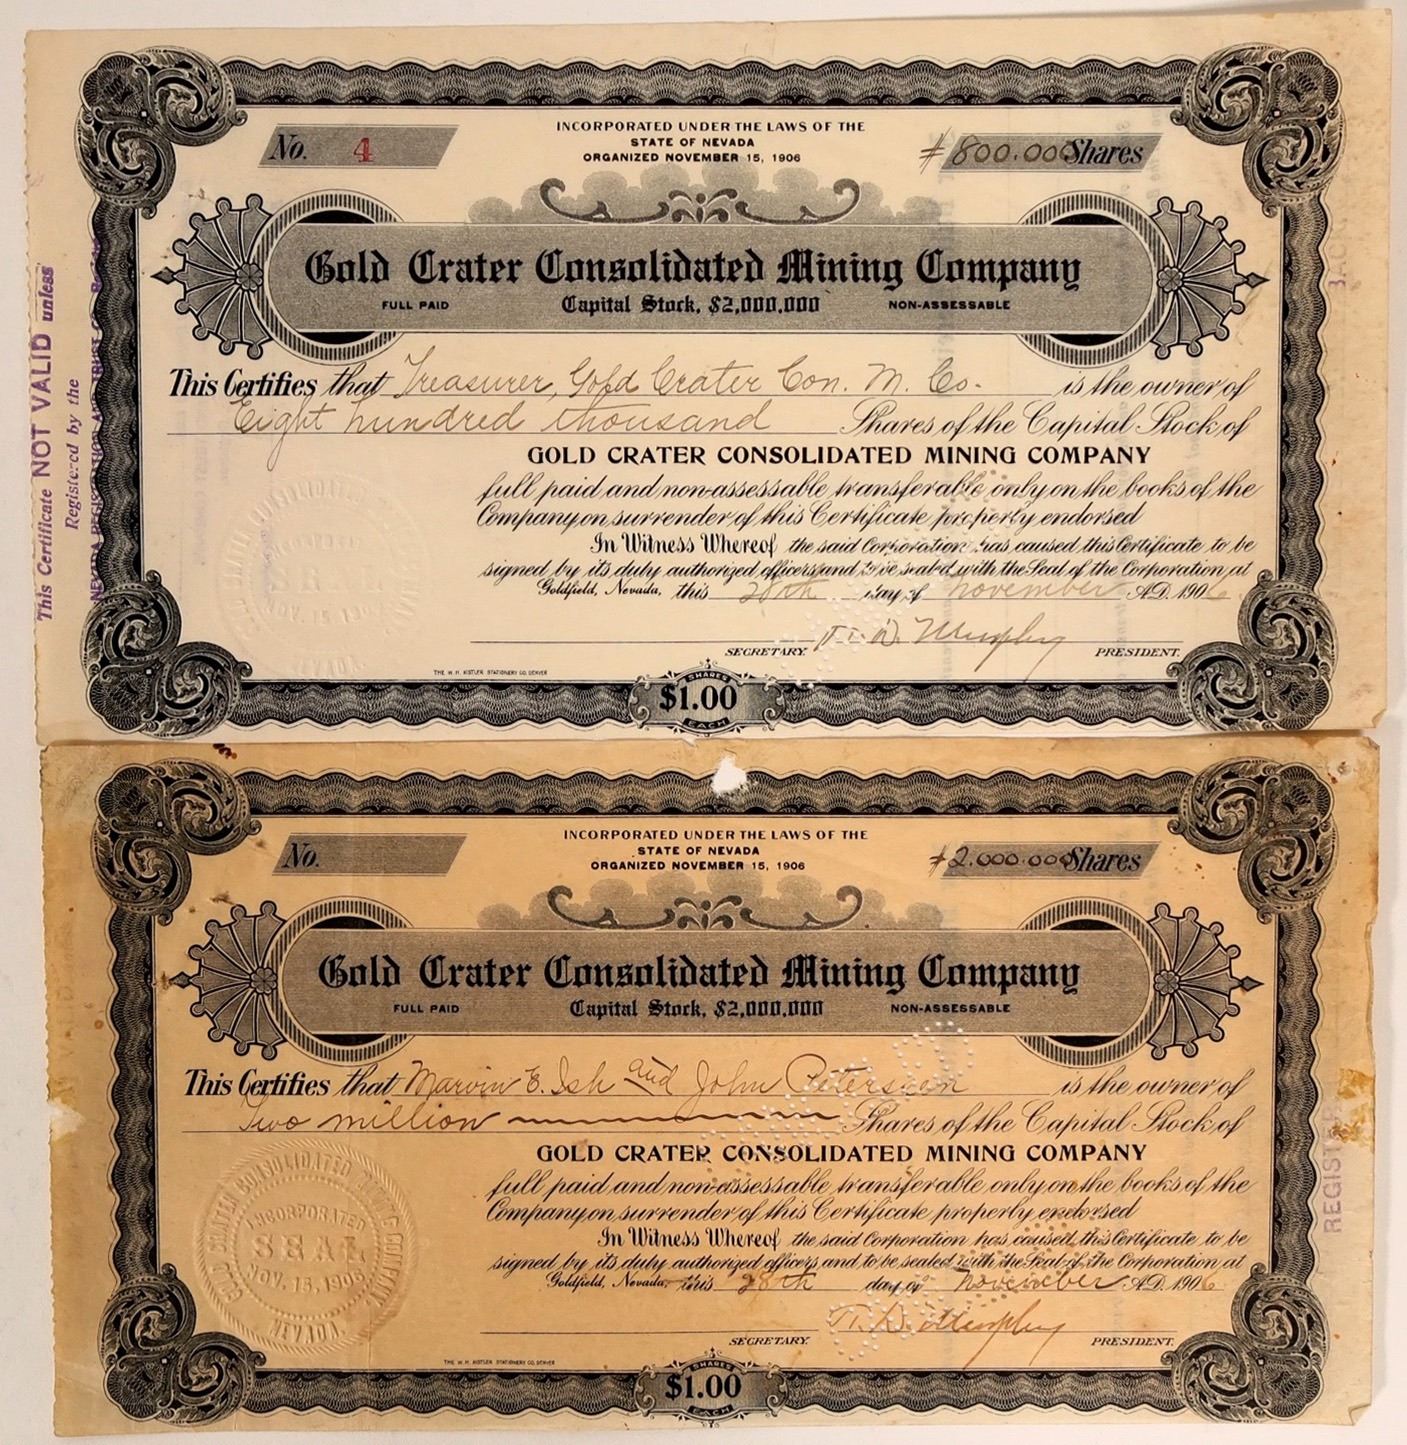 No. 4
INCORPORATED UNDER THE LAWS OF THE
STATE OF NEVADA
ORGANIZED NOVEMBER 15, 1906
#800.000 Shares
Gold Crater Consolidated Mining Company
FULL PAID Capital Stock, $2,000,000 NON-ASSESSABLE
This Certifies that Treasurer, Gold Crater Con. M. Co. is the owner of
Eight hundred thousand Shares of the Capital Stock of
GOLD CRATER CONSOLIDATED MINING COMPANY
full paid and non-assessable transferable only on the books of the
Company on surrender of this Certificate properly endorsed
In Witness Whereof the said Corporation has caused this Certificate to be
signed by its duly authorized officers and to be sealed with the Seal of the Corporation at
Goldfield, Nevada, this 28th day of November A.D. 1906
Murphy
SECRETARY. PRESIDENT.
THE W. H. KISTLER STATIONERY CO. DENVER
SHARES
$1.00
EACH
This Certificate NOT VALID unless
Registered by the
NEVADA REGISTRATION AND TRUST CO.
NOV. 15, 190
NEVADA
No.
INCORPORATED UNDER THE LAWS OF THE
STATE OF NEVADA
ORGANIZED NOVEMBER 15, 1906
#2.000.000 Shares
Gold Crater Consolidated Mining Company
FULL PAID Capital Stock, $2,000,000 NON-ASSESSABLE
This Certifies that Marvin E. Ish and John Petersen is the owner of
Two million Shares of the Capital Stock of
GOLD CRATER CONSOLIDATED MINING COMPANY
full paid and non-assessable transferable only on the books of the
Company on surrender of this Certificate properly endorsed
In Witness Whereof the said Corporation has caused this Certificate to be
signed by its duly authorized officers and to be sealed with the Seal of the Corporation at
Goldfield, Nevada, this 28th day of November A.D. 1906
Murphy
SECRETARY. PRESIDENT.
THE W. H. KISTLER STATIONERY CO. DENVER
SHARES
$1.00
EACH
GOLD CRATER CONSOLIDATED MINING COMPANY
INCORPORATED
SEAL
NOV. 15, 1906
NEVADA
REGISTER